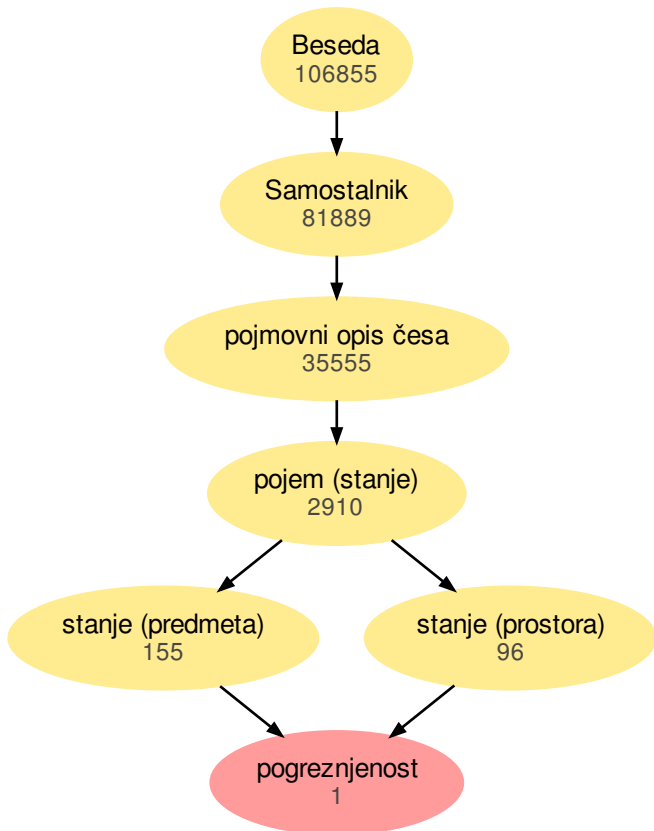 Beseda
106855
Samostalnik
81889
pojmovni opis česa
35555
pojem (stanje)
2910
stanje (predmeta)
155
stanje (prostora)
96
pogreznjenost
1